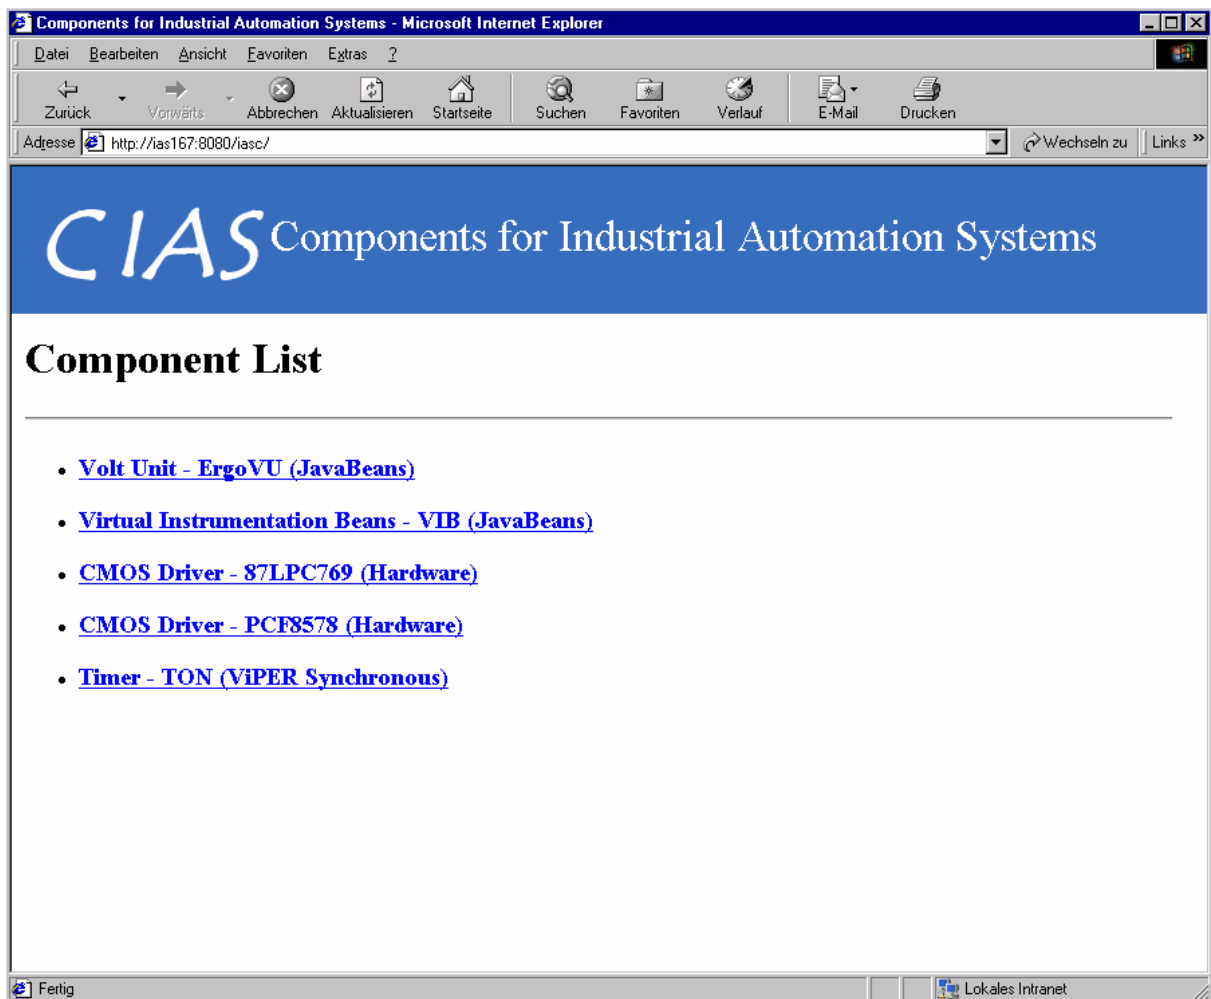 Components for Industrial Automation Systems - Microsoft Internet Explorer
Datei Bearbeiten Ansicht Favoriten Extras ?
Zurück Vorwärts Abbrechen Aktualisieren Startseite Suchen Favoriten Verlauf E-Mail Drucken
Adresse http://ias167:8080/iasc/ Wechseln zu Links »
CIAS Components for Industrial Automation Systems
Component List
• Volt Unit - ErgoVU (JavaBeans)
• Virtual Instrumentation Beans - VIB (JavaBeans)
• CMOS Driver - 87LPC769 (Hardware)
• CMOS Driver - PCF8578 (Hardware)
• Timer - TON (ViPER Synchronous)
Fertig Lokales Intranet